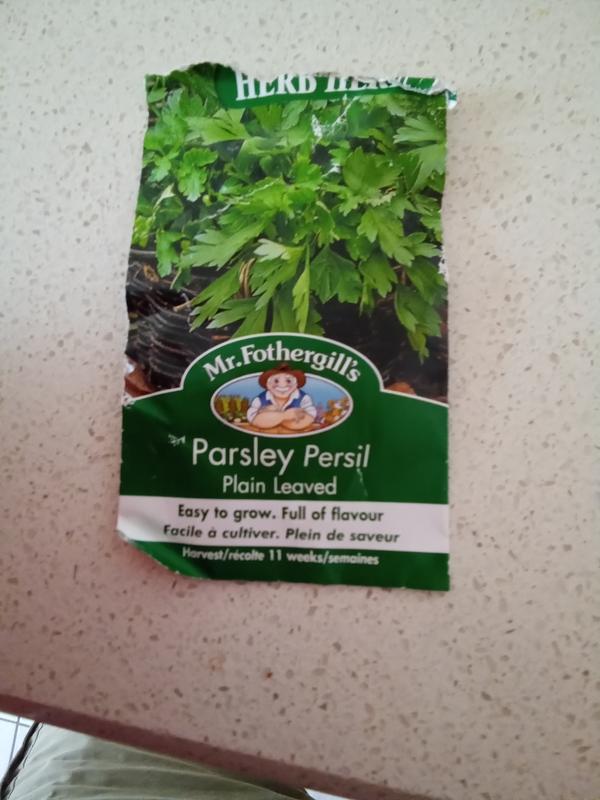 HERB
Mr. Fothergill's
Parsley Persil
Plain Leaved
Easy to grow. Full of flavour
Facile à cultiver. Plein de saveur
Harvest/récolte 11 weeks/semaines